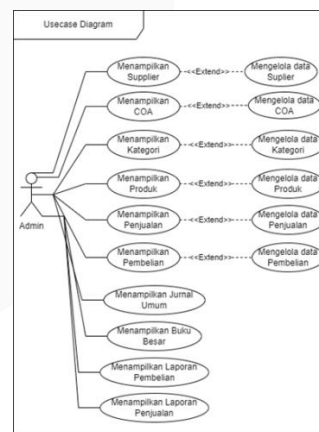 Usecase Diagram
Menampilkan
Supplier
<<Extend>>
Mengelola data
Suplier
Menampilkan
COA
<<Extend>>
Mengelola data
COA
Menampilkan
Kategori
<<Extend>>
Mengelola data
Kategori
Menampilkan
Produk
<<Extend>>
Mengelola data
Produk
Admin
Menampilkan
Penjualan
<<Extend>>
Mengelola data
Penjualan
Menampilkan
Pembelian
<<Extend>>
Mengelola data
Pembelian
Menampilkan Jurnal
Umum
Menampilkan Buku
Besar
Menampilkan Laporan
Pembelian
Menampilkan Laporan
Penjualan